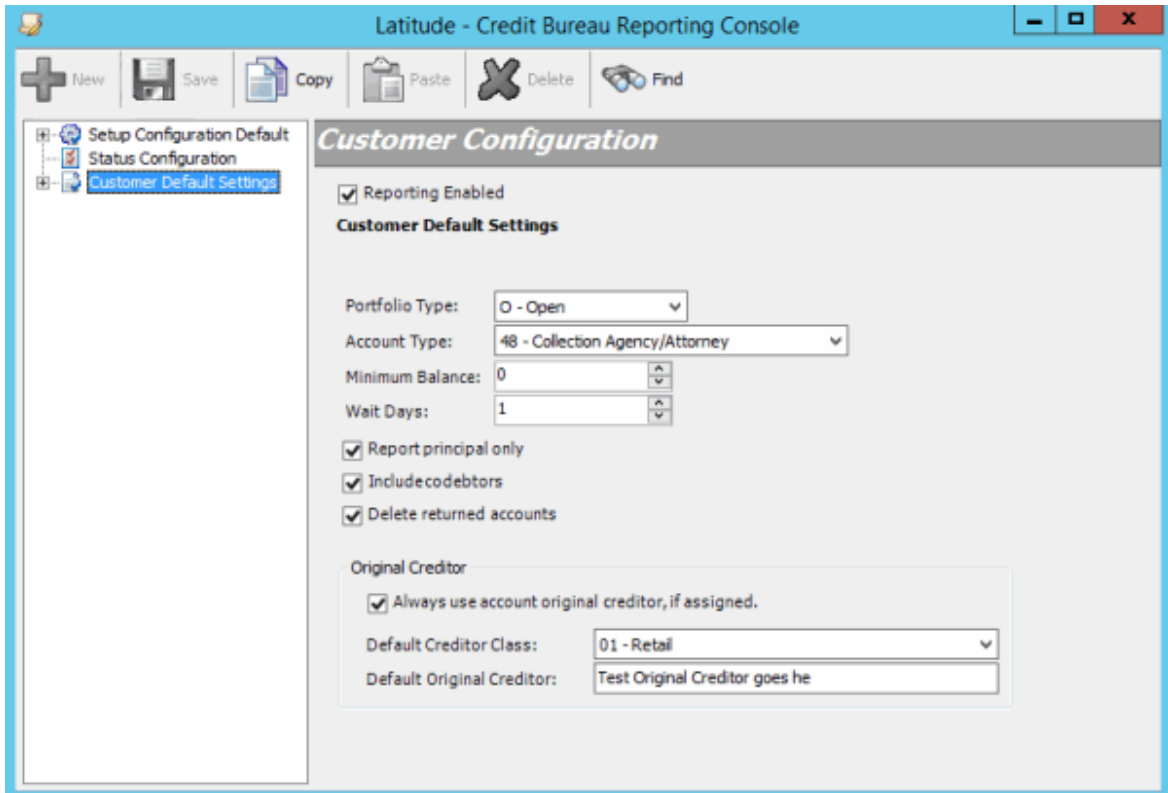 Latitude - Credit Bureau Reporting Console
New Save Copy Paste Delete Find
Setup Configuration Default
Status Configuration
Customer Default Settings
Customer Configuration
Reporting Enabled
Customer Default Settings
Portfolio Type: O - Open
Account Type: 48 - Collection Agency/Attorney
Minimum Balance: 0
Wait Days: 1
Report principal only
Include codebtors
Delete returned accounts
Original Creditor
Always use account original creditor, if assigned.
Default Creditor Class: 01 - Retail
Default Original Creditor: Test Original Creditor goes he